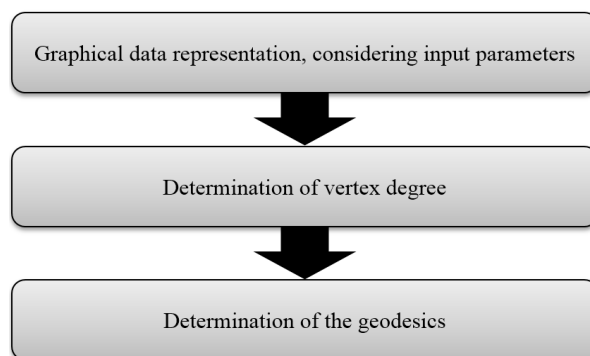 Graphical data representation, considering input parameters
Determination of vertex degree
Determination of the geodesics